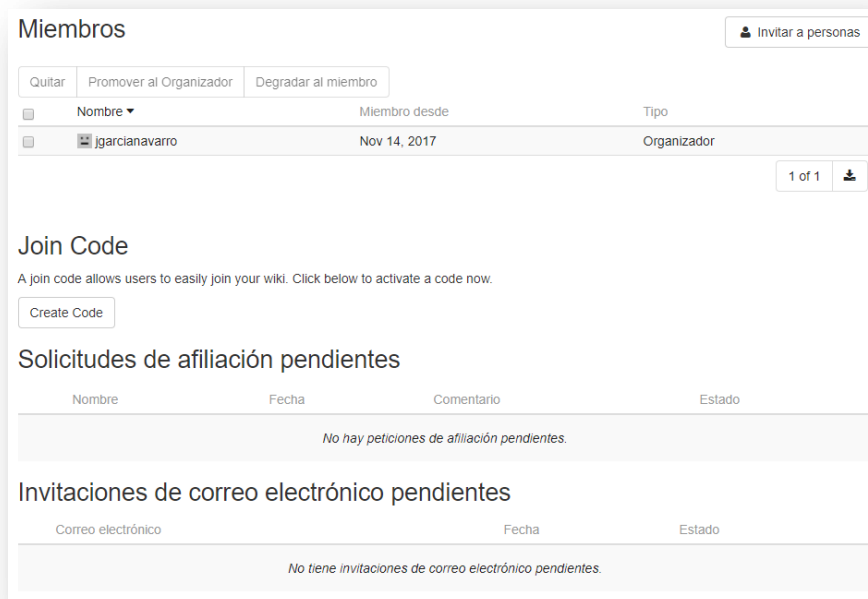 Miembros
Invitar a personas
Quitar Promover al Organizador Degradar al miembro
Nombre Miembro desde Tipo
jgarcianavarro Nov 14, 2017 Organizador
1 of 1
Join Code
A join code allows users to easily join your wiki. Click below to activate a code now.
Create Code
Solicitudes de afiliación pendientes
Nombre Fecha Comentario Estado
No hay peticiones de afiliación pendientes.
Invitaciones de correo electrónico pendientes
Correo electrónico Fecha Estado
No tiene invitaciones de correo electrónico pendientes.